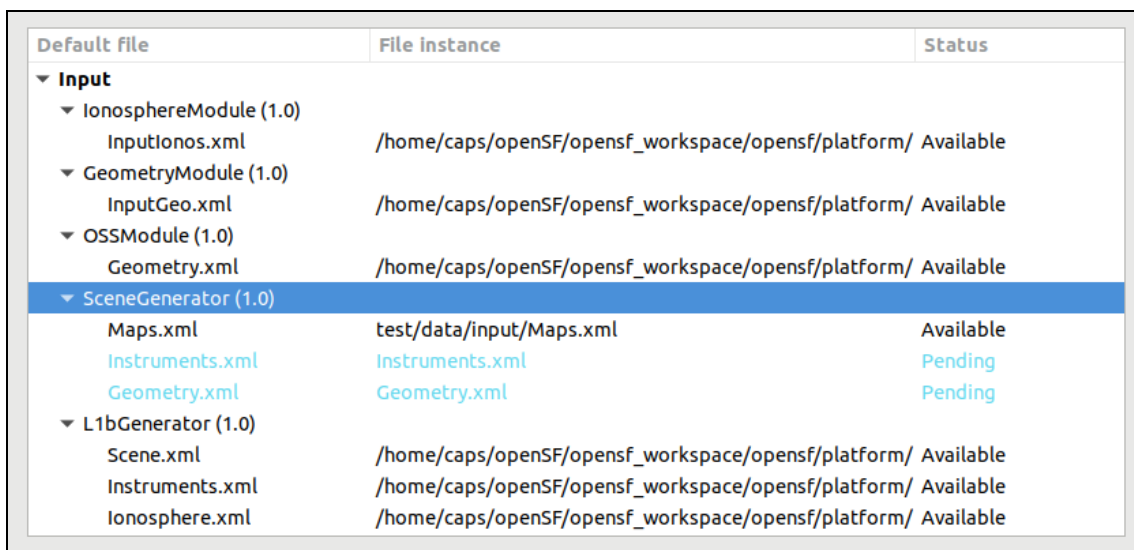 Default file File instance Status
Input
IonosphereModule (1.0)
InputIonos.xml /home/caps/openSF/opensf_workspace/opensf/platform/ Available
GeometryModule (1.0)
InputGeo.xml /home/caps/openSF/opensf_workspace/opensf/platform/ Available
OSSModule (1.0)
Geometry.xml /home/caps/openSF/opensf_workspace/opensf/platform/ Available
SceneGenerator (1.0)
Maps.xml test/data/input/Maps.xml Available
Instruments.xml Instruments.xml Pending
Geometry.xml Geometry.xml Pending
L1bGenerator (1.0)
Scene.xml /home/caps/openSF/opensf_workspace/opensf/platform/ Available
Instruments.xml /home/caps/openSF/opensf_workspace/opensf/platform/ Available
Ionosphere.xml /home/caps/openSF/opensf_workspace/opensf/platform/ Available